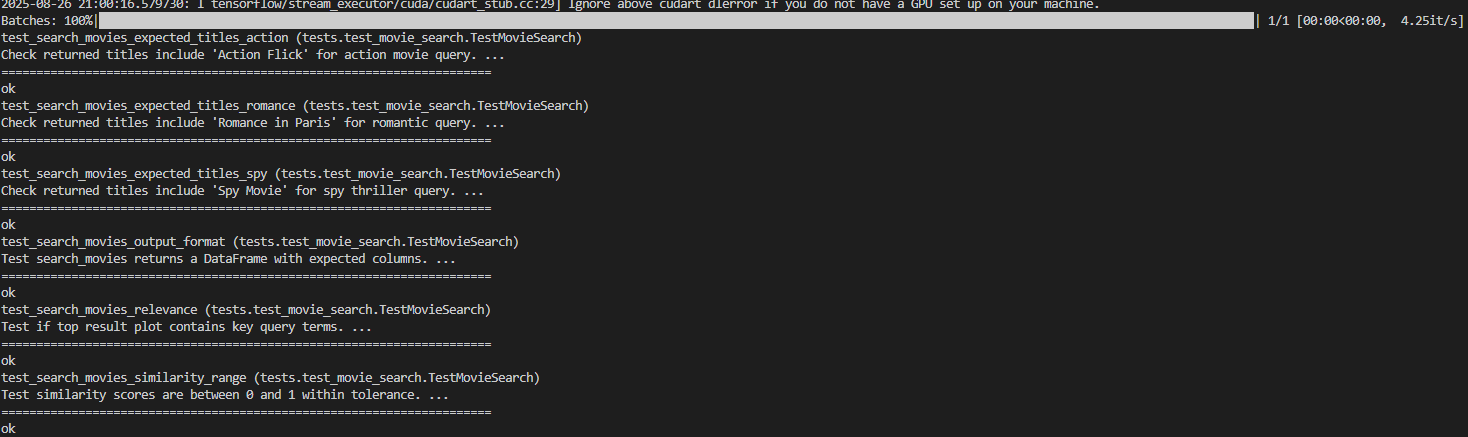 2025-08-26 21:00:16.579730: I tensorflow/stream_executor/cuda/cudart_stub.cc:29] Ignore above cudart dlerror if you do not have a GPU set up on your machine.
Batches: 100%| | 1/1 [00:00<00:00, 4.25it/s]
test_search_movies_expected_titles_action (tests.test_movie_search.TestMovieSearch)
Check returned titles include 'Action Flick' for action movie query. ...
======================================================================
ok
test_search_movies_expected_titles_romance (tests.test_movie_search.TestMovieSearch)
Check returned titles include 'Romance in Paris' for romantic query. ...
======================================================================
ok
test_search_movies_expected_titles_spy (tests.test_movie_search.TestMovieSearch)
Check returned titles include 'Spy Movie' for spy thriller query. ...
======================================================================
ok
test_search_movies_output_format (tests.test_movie_search.TestMovieSearch)
Test search_movies returns a DataFrame with expected columns. ...
======================================================================
ok
test_search_movies_relevance (tests.test_movie_search.TestMovieSearch)
Test if top result plot contains key query terms. ...
======================================================================
ok
test_search_movies_similarity_range (tests.test_movie_search.TestMovieSearch)
Test similarity scores are between 0 and 1 within tolerance. ...
======================================================================
ok